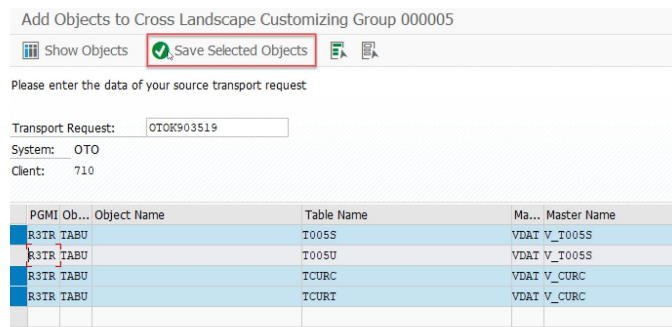 Add Objects to Cross Landscape Customizing Group 000005
Show Objects Save Selected Objects
Please enter the data of your source transport request
Transport Request: OTOK903519
System: OTO
Client: 710
PGMI Ob... Object Name Table Name Ma... Master Name
R3TR TABU T005S VDAT V_T005S
R3TR TABU T005U VDAT V_T005S
R3TR TABU TCURC VDAT V_CURC
R3TR TABU TCURT VDAT V_CURC